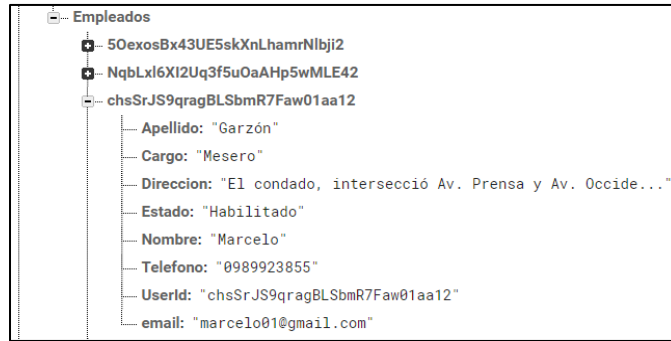 Empleados
5OexosBx43UE5skXnLhamrNlbji2
NqbLxl6XI2Uq3f5uOaAHp5wMLE42
chsSrJS9qragBLSbmR7Faw01aa12
Apellido: "Garzón"
Cargo: "Mesero"
Direccion: "El condado, intersecció Av. Prensa y Av. Occide..."
Estado: "Habilitado"
Nombre: "Marcelo"
Telefono: "0989923855"
UserId: "chsSrJS9qragBLSbmR7Faw01aa12"
email: "marcelo01@gmail.com"